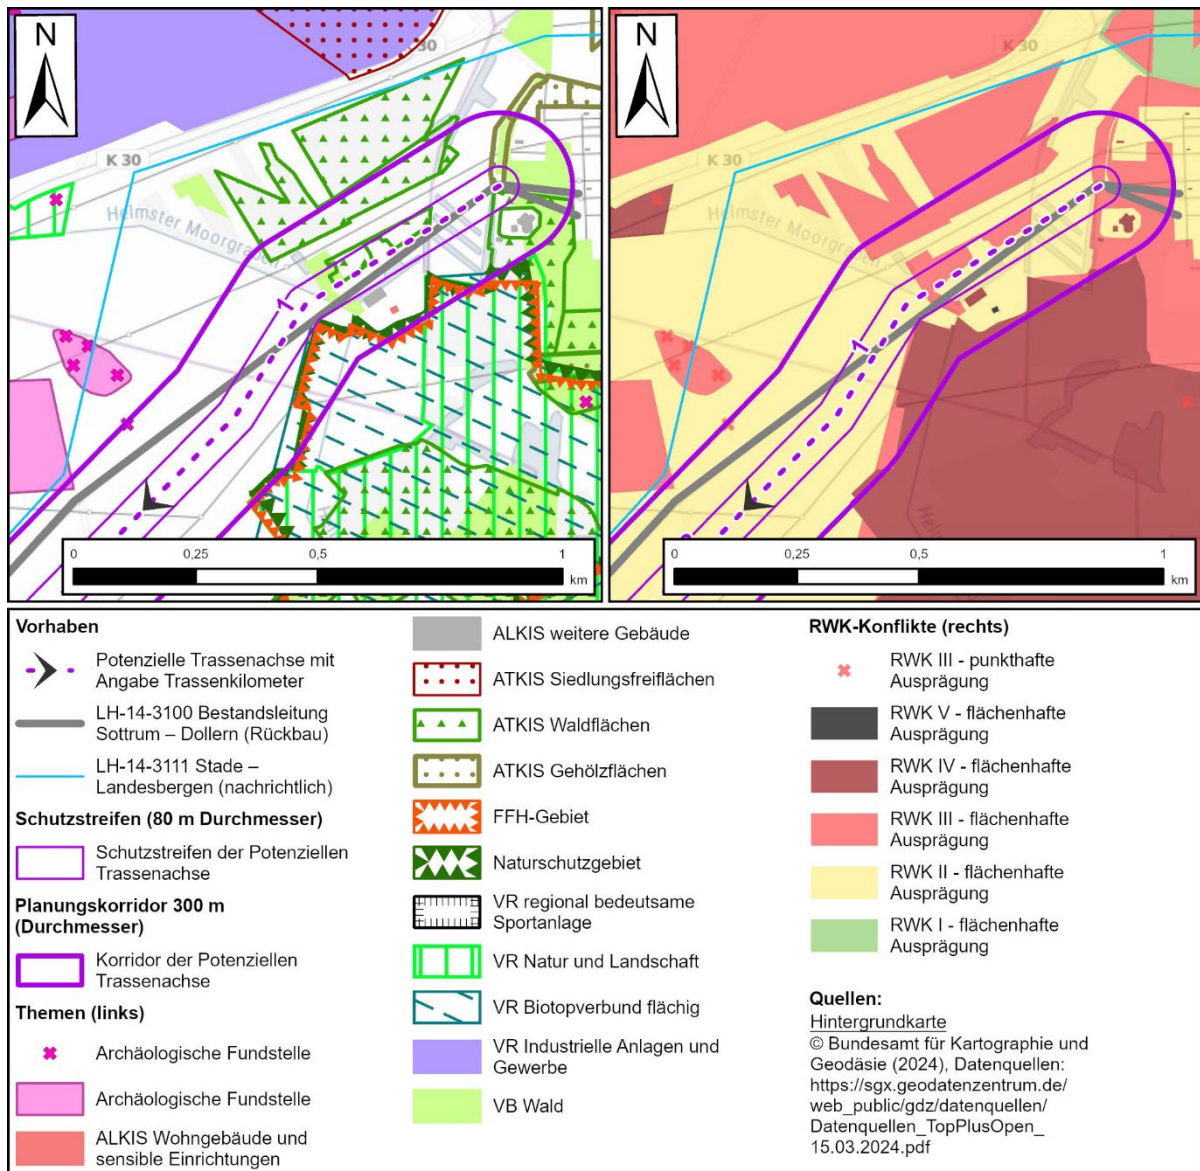 N
30
K 30
Helmster Moorgraben
1
0
0,25
0,5
1
km
N
30
K 30
Helmster Moorgraben
1
0
0,25
0,5
1
km
Vorhaben
Potenzielle Trassenachse mit
Angabe Trassenkilometer
LH-14-3100 Bestandsleitung
Sottrum – Dollern (Rückbau)
LH-14-3111 Stade –
Landesbergen (nachrichtlich)
Schutzstreifen (80 m Durchmesser)
Schutzstreifen der Potenziellen
Trassenachse
Planungskorridor 300 m
(Durchmesser)
Korridor der Potenziellen
Trassenachse
Themen (links)
Archäologische Fundstelle
Archäologische Fundstelle
ALKIS Wohngebäude und
sensible Einrichtungen
ALKIS weitere Gebäude
ATKIS Siedlungsfreiflächen
ATKIS Waldflächen
ATKIS Gehölzflächen
FFH-Gebiet
Naturschutzgebiet
VR regional bedeutsame
Sportanlage
VR Natur und Landschaft
VR Biotopverbund flächig
VR Industrielle Anlagen und
Gewerbe
VB Wald
RWK-Konflikte (rechts)
RWK III - punkthafte
Ausprägung
RWK V - flächenhafte
Ausprägung
RWK IV - flächenhafte
Ausprägung
RWK III - flächenhafte
Ausprägung
RWK II - flächenhafte
Ausprägung
RWK I - flächenhafte
Ausprägung
Quellen:
Hintergrundkarte
© Bundesamt für Kartographie und
Geodäsie (2024), Datenquellen:
https://sgx.geodatenzentrum.de/
web_public/gdz/datenquellen/
Datenquellen_TopPlusOpen_
15.03.2024.pdf